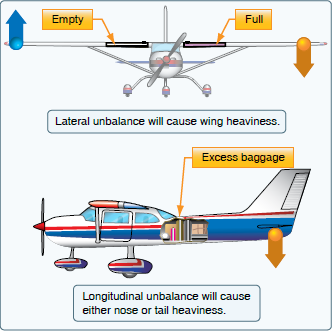 Empty
Full
Lateral unbalance will cause wing heaviness.
Excess baggage
Longitudinal unbalance will cause
either nose or tail heaviness.